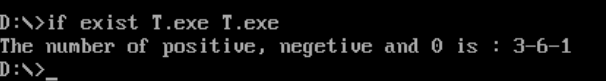 D:\>if exist T.exe T.exe
The number of positive, negetive and 0 is : 3-6-1
D:\>_